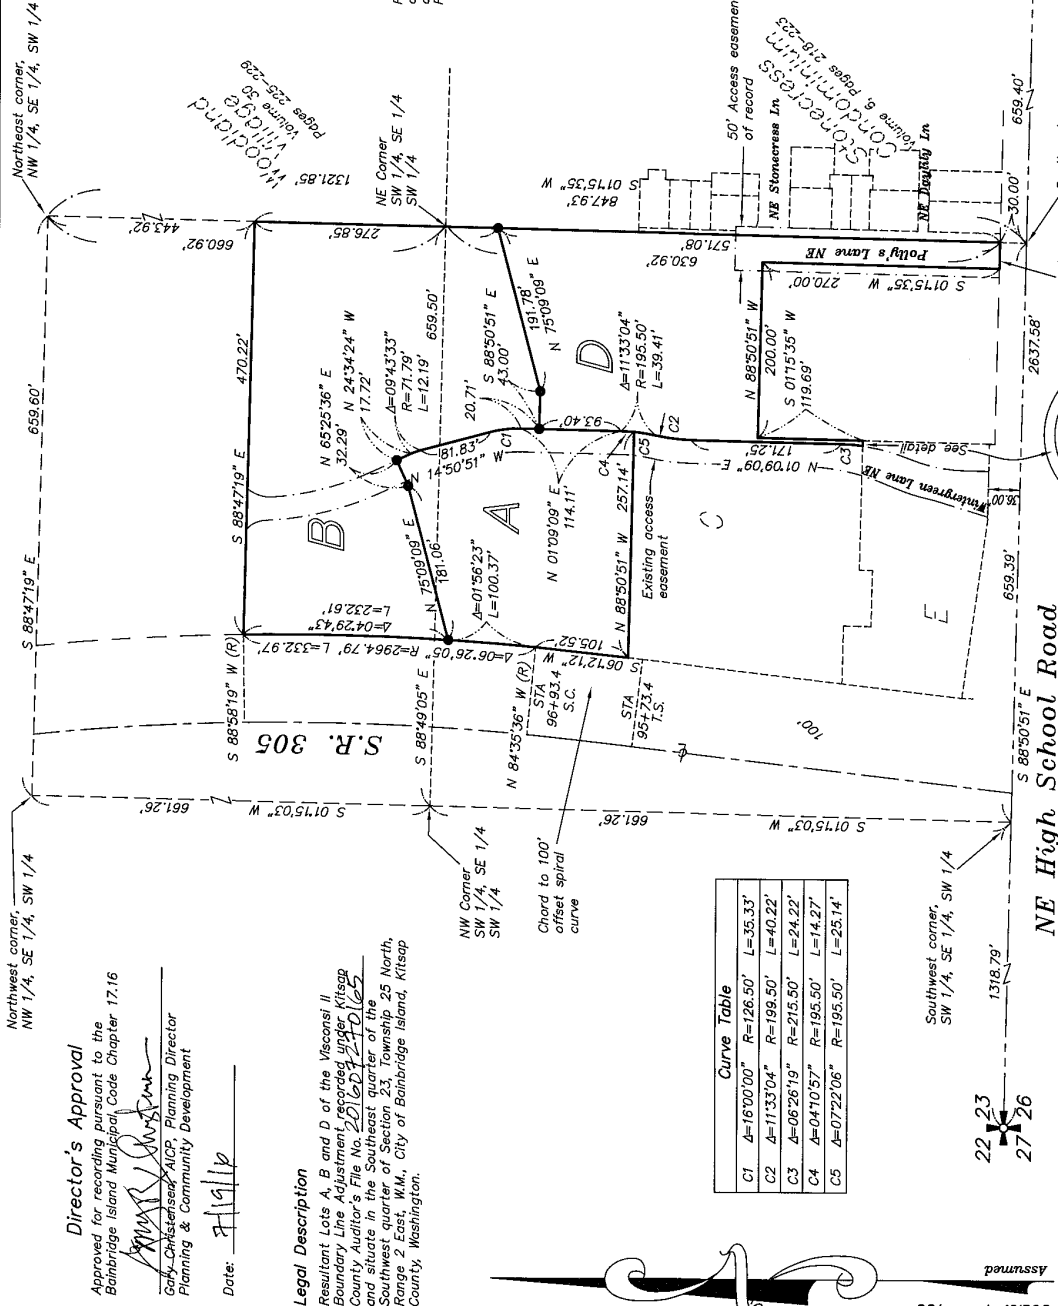 Northwest corner,
NW 1/4, SE 1/4, SW 1/4
Northeast corner,
NW 1/4, SE 1/4, SW 1/4
S 88°47'19" E
659.60'
443.92'
660.92'
1321.85'
Woodland
Village
Volume 30
Pages 225-229
S 88°47'19" E
470.22'
276.85'
NE Corner
SW 1/4, SE 1/4
SW 1/4
Director's Approval
Approved for recording pursuant to the
Bainbridge Island Municipal Code Chapter 17.16
Gary Christensen, AICP, Planning Director
Planning & Community Development
Date: 7/19/16
Legal Description
Resultant Lots A, B and D of the Visconsi II
Boundary Line Adjustment recorded under Kitsap
County Auditor's File No. 201607270165
and situate in the Southeast quarter of the
Southwest quarter of Section 23, Township 25 North,
Range 2 East, W.M., City of Bainbridge Island, Kitsap
County, Washington.
661.26'
S 01°15'03" W
S 88°58'19" W (R)
S.R. 305
S 88°49'05" E
659.50'
Δ=04°29'43"
L=232.61'
Δ=06°26'05" R=2964.79' L=332.97'
B
N 65°25'36" E
32.29'
N 24°34'24" W
17.72'
Δ=09°43'33"
R=71.79'
L=12.19'
20.71'
S 88°50'51" E
43.00'
191.78'
N 75°09'09" E
N 75°09'09" E
181.06'
81.83'
N 14°50'51" W
C1
A
D
Δ=01°56'23"
L=100.37'
N 01°09'09" E
114.11'
93.40'
Δ=11°33'04"
R=195.50'
L=39.41'
C4
C5
C2
N 88°50'51" W 257.14'
S 06°12'12" W
105.52'
N 84°35'36" W (R)
STA
96+93.4
S.C.
STA
95+73.4
T.S.
Existing access
easement
C
171.25'
N 01°09'09" E
C3
S 01°15'35" W
847.93'
50' Access easement
of record
571.08'
630.92'
NE Stonecress ln
Stonecress
Condominium
Volume 6, Pages 218-223
NE Daylily ln
Polly's Lane NE
270.00'
S 01°15'35" W
N 88°50'51" W
200.00'
S 01°15'35" W
119.69'
See detail
Wintergreen Lane NE
36.00'
30.00'
659.40'
E
100'
NW Corner
SW 1/4, SE 1/4
SW 1/4
Chord to 100'
offset spiral
curve
661.26'
S 01°15'03" W
Southwest corner,
SW 1/4, SE 1/4, SW 1/4
1318.79'
S 88°50'51" E
659.39'
2637.58'
NE High School Road
Curve Table
C1 Δ=16°00'00" R=126.50' L=35.33'
C2 Δ=11°33'04" R=199.50' L=40.22'
C3 Δ=06°26'19" R=215.50' L=24.22'
C4 Δ=04°10'57" R=195.50' L=14.27'
C5 Δ=07°22'06" R=195.50' L=25.14'
22 23
27 26
Assumed